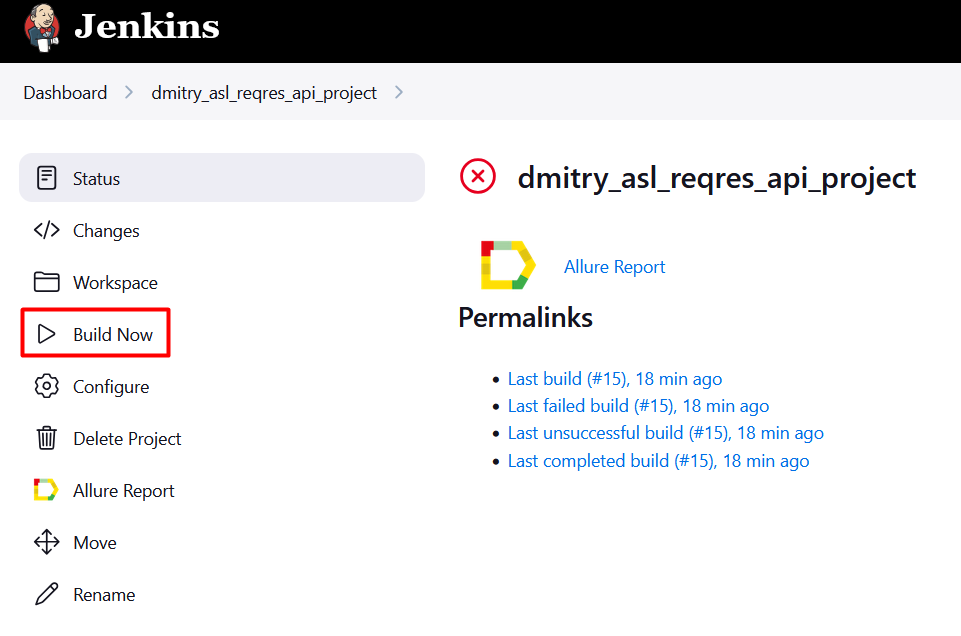 Jenkins
Dashboard > dmitry_asl_reqres_api_project >
Status
Changes
Workspace
Build Now
Configure
Delete Project
Allure Report
Move
Rename
dmitry_asl_reqres_api_project
Allure Report
Permalinks
Last build (#15), 18 min ago
Last failed build (#15), 18 min ago
Last unsuccessful build (#15), 18 min ago
Last completed build (#15), 18 min ago